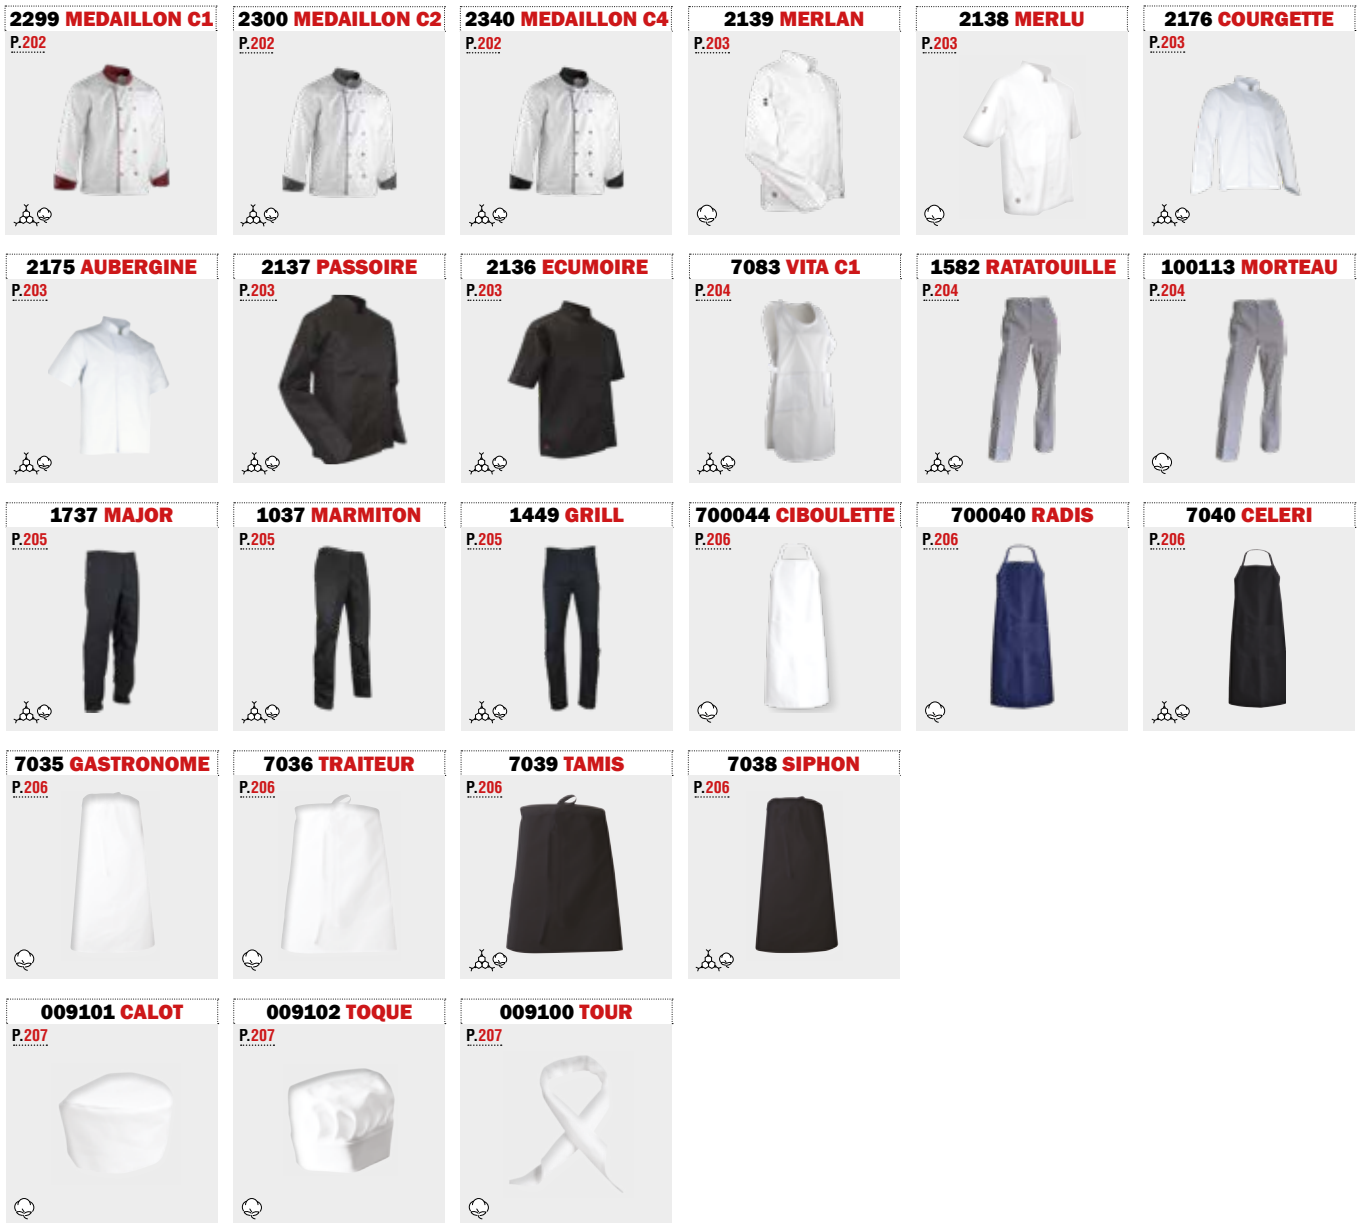 2299 MEDAILLON C1
P.202
2300 MEDAILLON C2
P.202
2340 MEDAILLON C4
P.202
2139 MERLAN
P.203
2138 MERLU
P.203
2176 COURGETTE
P.203
2175 AUBERGINE
P.203
2137 PASSOIRE
P.203
2136 ECUMOIRE
P.203
7083 VITA C1
P.204
1582 RATATOUILLE
P.204
100113 MORTEAU
P.204
1737 MAJOR
P.205
1037 MARMITON
P.205
1449 GRILL
P.205
700044 CIBOULETTE
P.206
700040 RADIS
P.206
7040 CELERI
P.206
7035 GASTRONOME
P.206
7036 TRAITEUR
P.206
7039 TAMIS
P.206
7038 SIPHON
P.206
009101 CALOT
P.207
009102 TOQUE
P.207
009100 TOUR
P.207